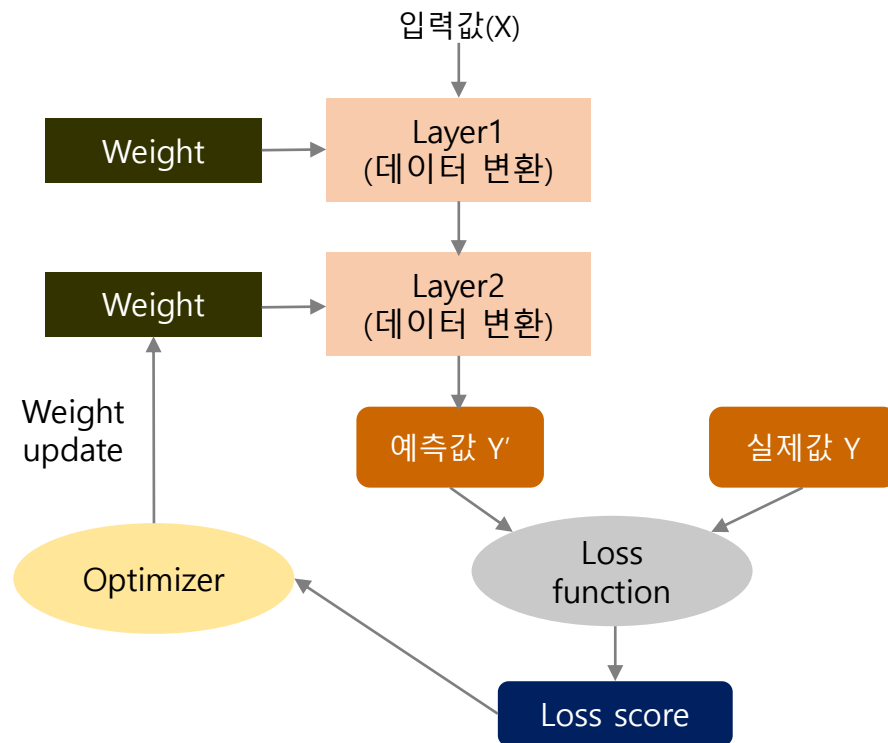 입력값(X)
Weight
Layer1
(데이터 변환)
Weight
Layer2
(데이터 변환)
Weight
update
예측값 Y'
실제값 Y
Optimizer
Loss
function
Loss score